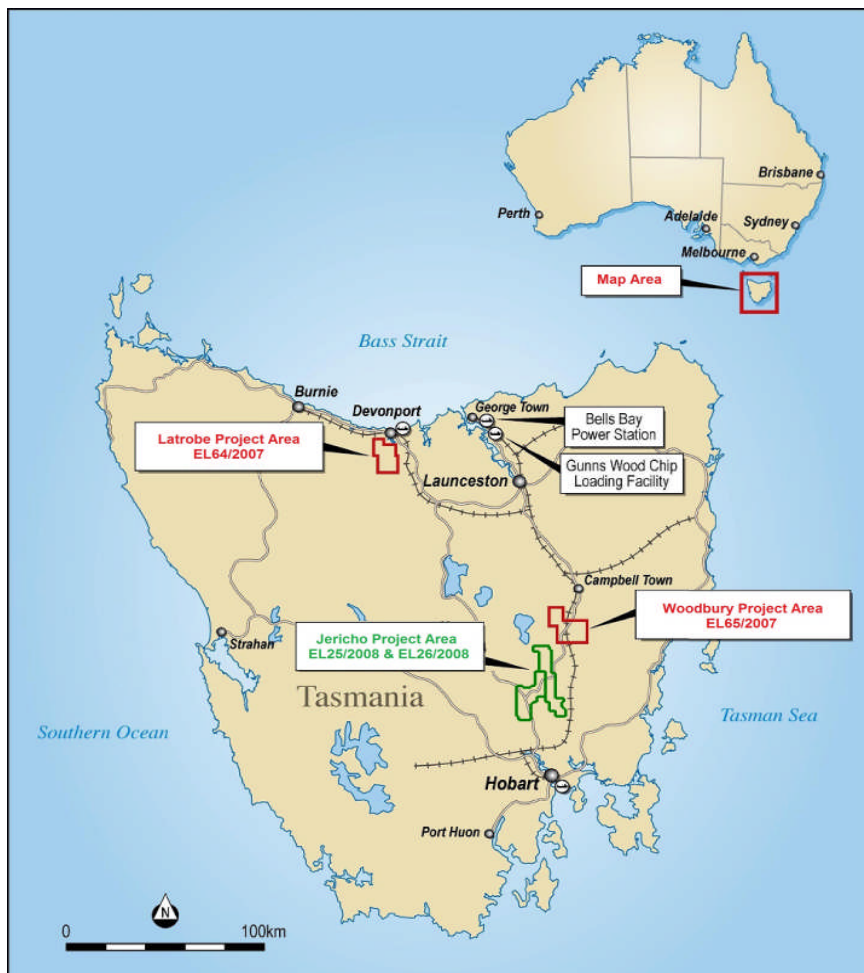 Brisbane
Perth
Adelaide
Sydney
Melbourne
Map Area
Bass Strait
Burnie
Devonport
George Town
Bells Bay
Power Station
Latrobe Project Area
EL64/2007
Gunns Wood Chip
Loading Facility
Launceston
Campbell Town
Woodbury Project Area
EL65/2007
Strahan
Jericho Project Area
EL25/2008 & EL26/2008
Tasmania
Southern Ocean
Tasman Sea
Hobart
Port Huon
N
0
100km